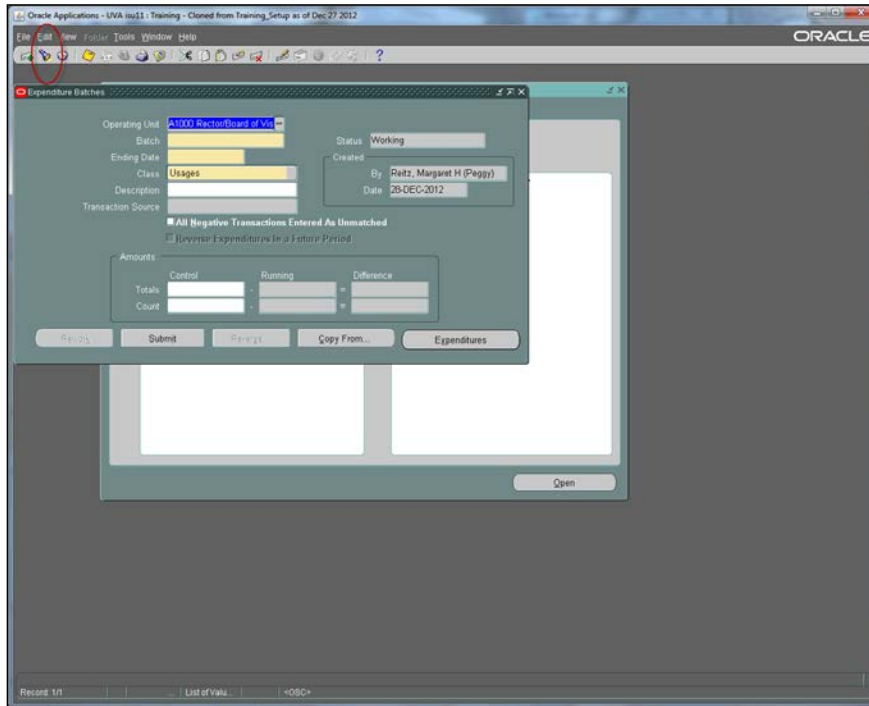 Oracle Applications - UVA isu11 : Training - Cloned from Training_Setup as of Dec 27 2012
File Edit View Folder Tools Window Help
ORACLE
?
Expenditure Batches
Operating Unit A1000 Rector/Board of Vis
Batch
Status Working
Ending Date
Created
Class Usages
By Reitz, Margaret H (Peggy)
Description
Date 28-DEC-2012
Transaction Source
All Negative Transactions Entered As Unmatched
Reverse Expenditures In a Future Period
Amounts
Control Running Difference
Totals - =
Count - =
Rework Submit Reverse Copy From... Expenditures
Open
Record: 1/1 ... List of Valu... <OSC>